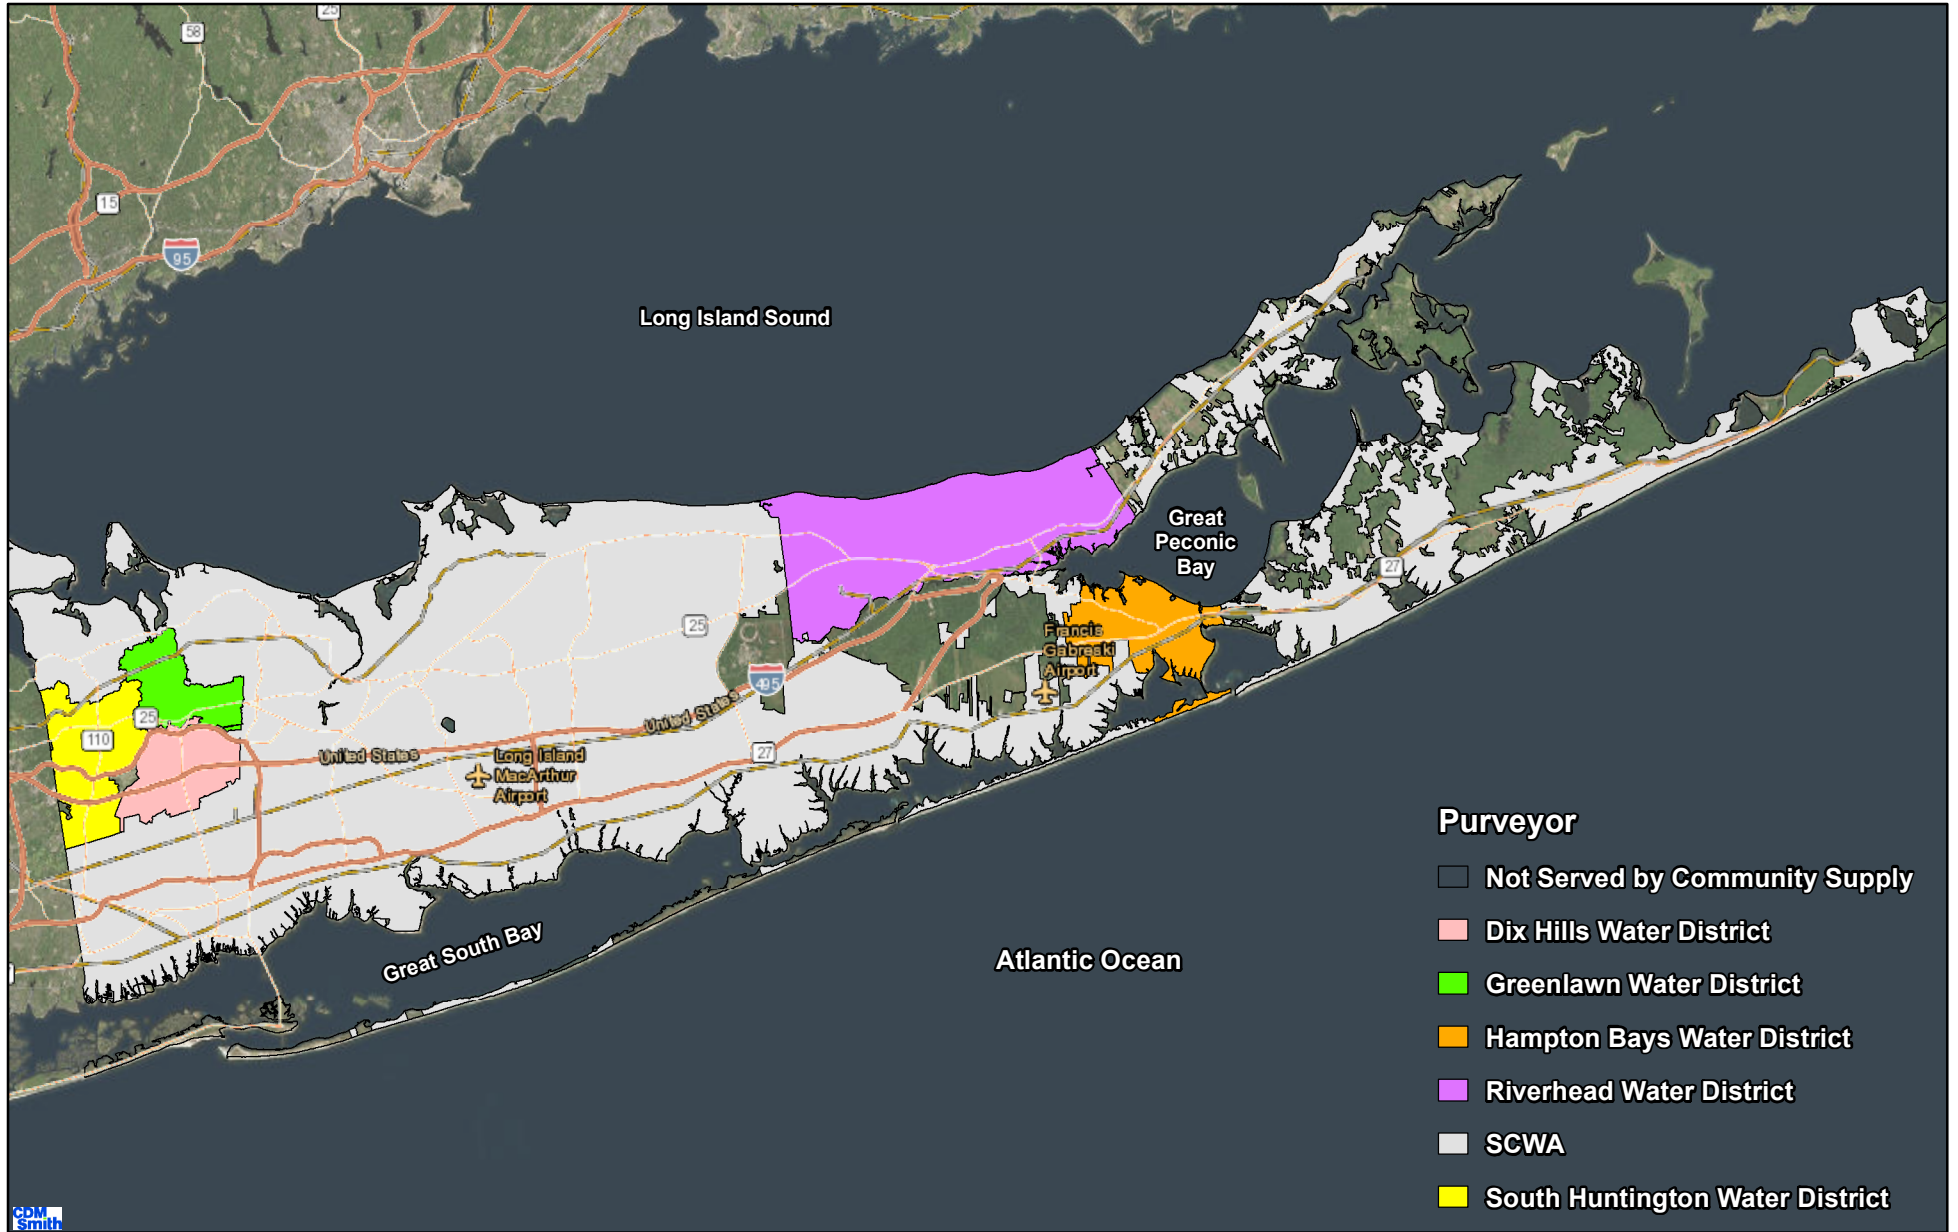 25
58
15
95
Long Island Sound
Great
Peconic
Bay
27
25
Francis
Gabreski
Airport
495
United States
25
110
United States
27
Long Island
MacArthur
Airport
Great South Bay
Atlantic Ocean
Purveyor
Not Served by Community Supply
Dix Hills Water District
Greenlawn Water District
Hampton Bays Water District
Riverhead Water District
SCWA
South Huntington Water District
CDM
Smith